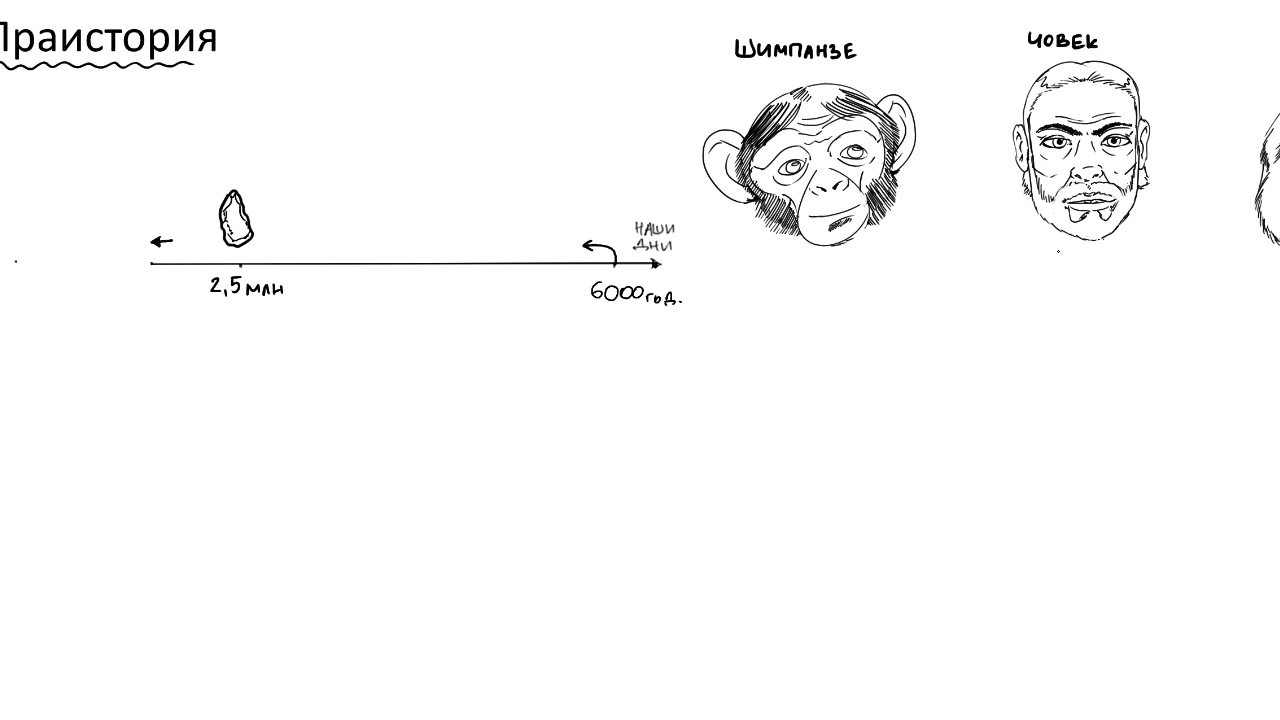 Праистория
ШИМПАНЗЕ
ЧОВЕК
НАШИ
ДНИ
2,5 млн
6000 год.